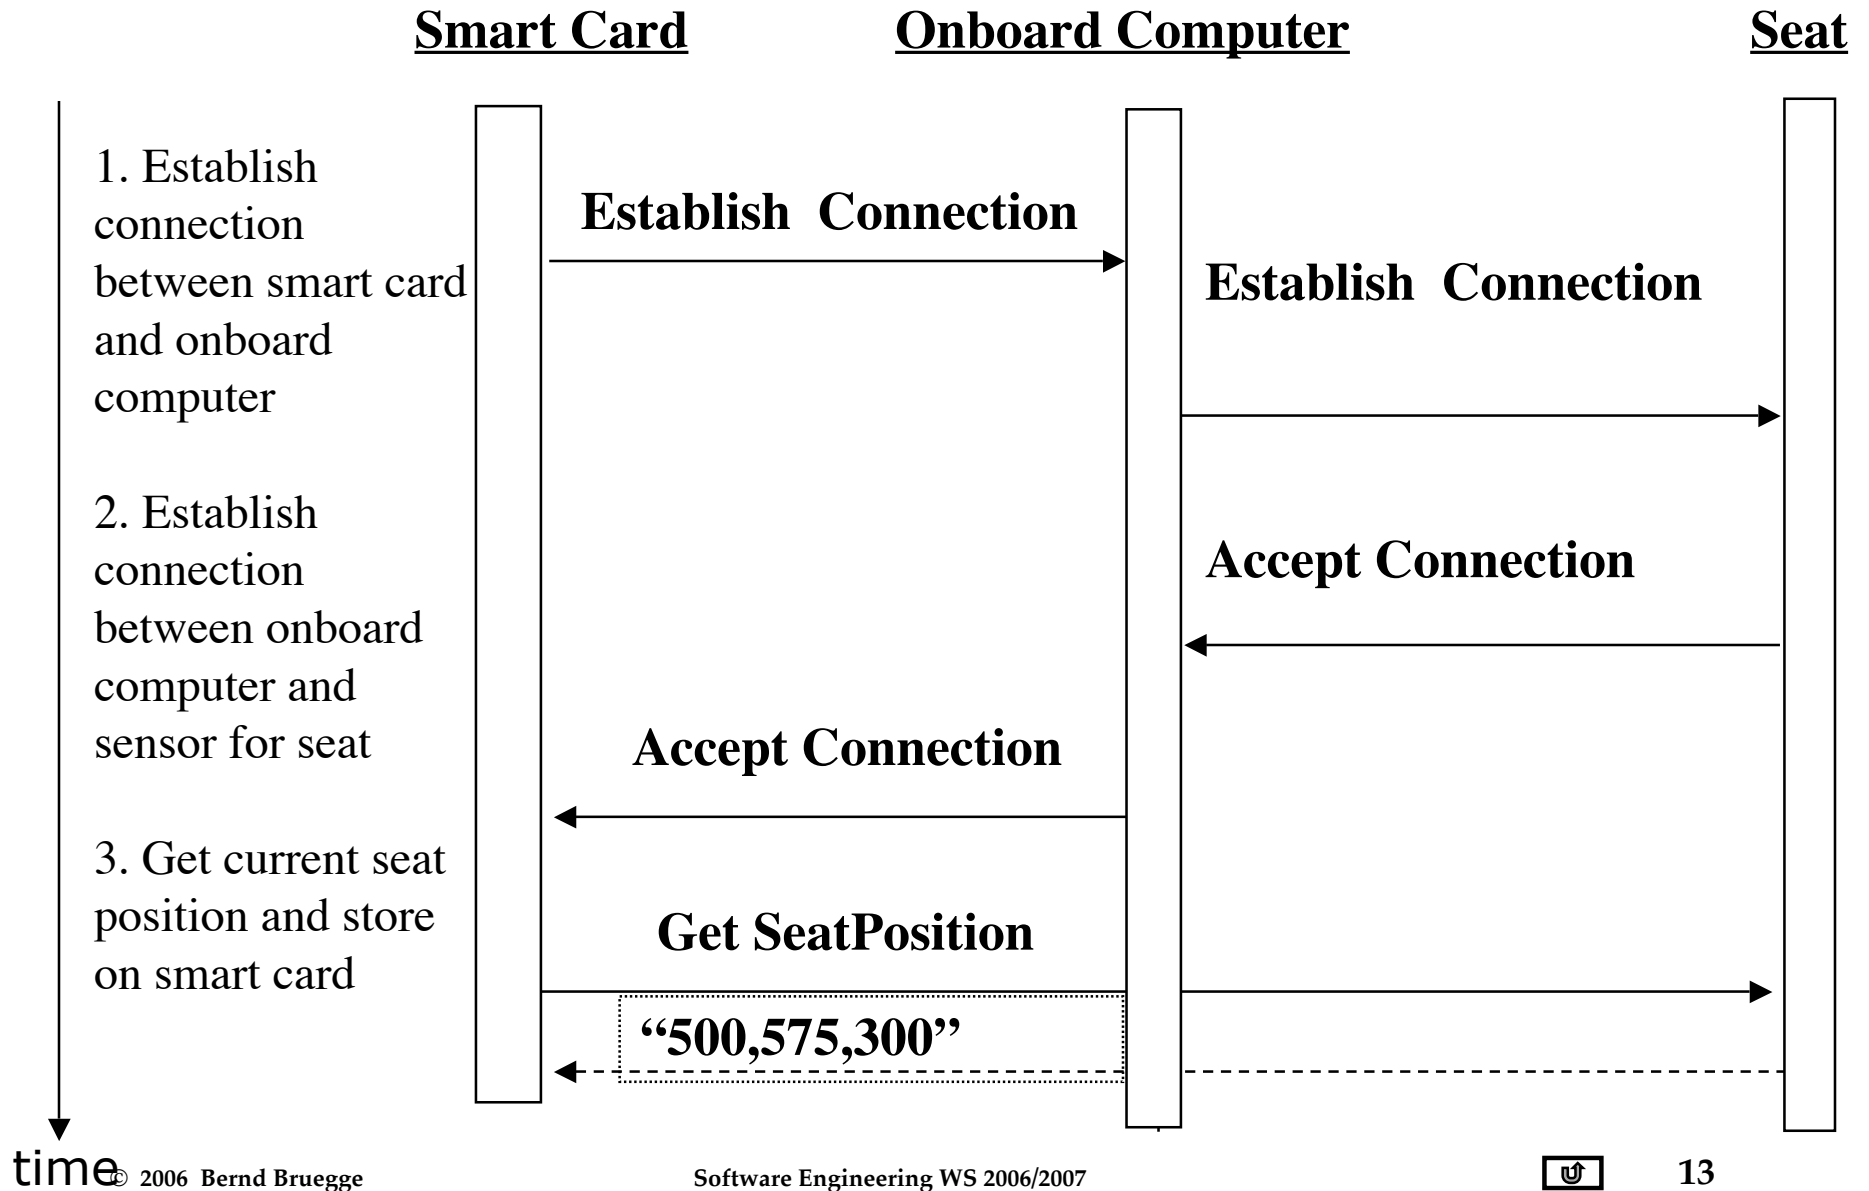 Smart Card Onboard Computer Seat
1. Establish
connection
between smart card
and onboard
computer
Establish Connection
Establish Connection
2. Establish
connection
between onboard
computer and
sensor for seat
Accept Connection
Accept Connection
3. Get current seat
position and store
on smart card
Get SeatPosition
“500,575,300”
time
© 2006 Bernd Bruegge Software Engineering WS 2006/2007 13